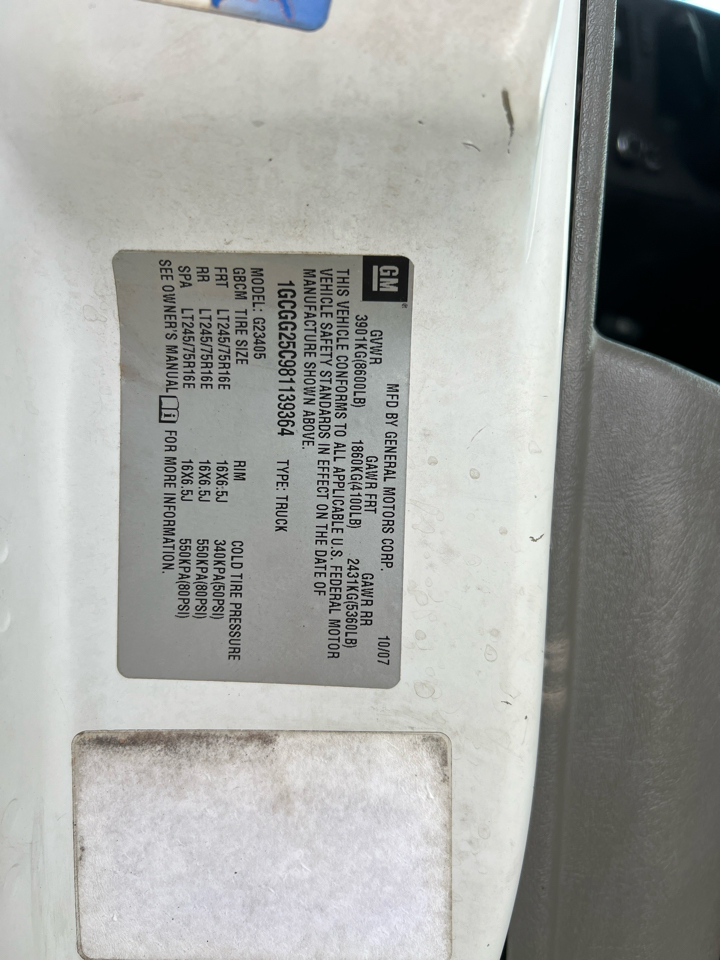 GM
MFD BY GENERAL MOTORS CORP. 10/07
GVWR GAWR FRT GAWR RR
3901KG(8600LB) 1860KG(4100LB) 2431KG(5360LB)
THIS VEHICLE CONFORMS TO ALL APPLICABLE U.S. FEDERAL MOTOR
VEHICLE SAFETY STANDARDS IN EFFECT ON THE DATE OF
MANUFACTURE SHOWN ABOVE.
1GCGG25C981139364 TYPE: TRUCK
MODEL: G23405
GBCM TIRE SIZE RIM COLD TIRE PRESSURE
FRT LT245/75R16E 16X6.5J 340KPA(50PSI)
RR LT245/75R16E 16X6.5J 550KPA(80PSI)
SPA LT245/75R16E 16X6.5J 550KPA(80PSI)
SEE OWNER'S MANUAL FOR MORE INFORMATION.